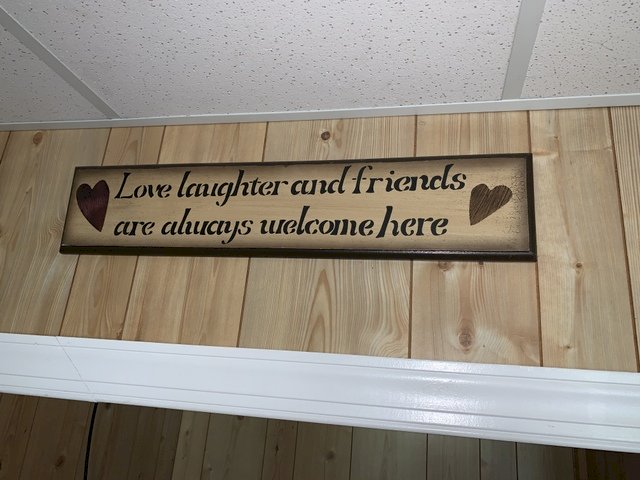 Love laughter and friends
are always welcome here